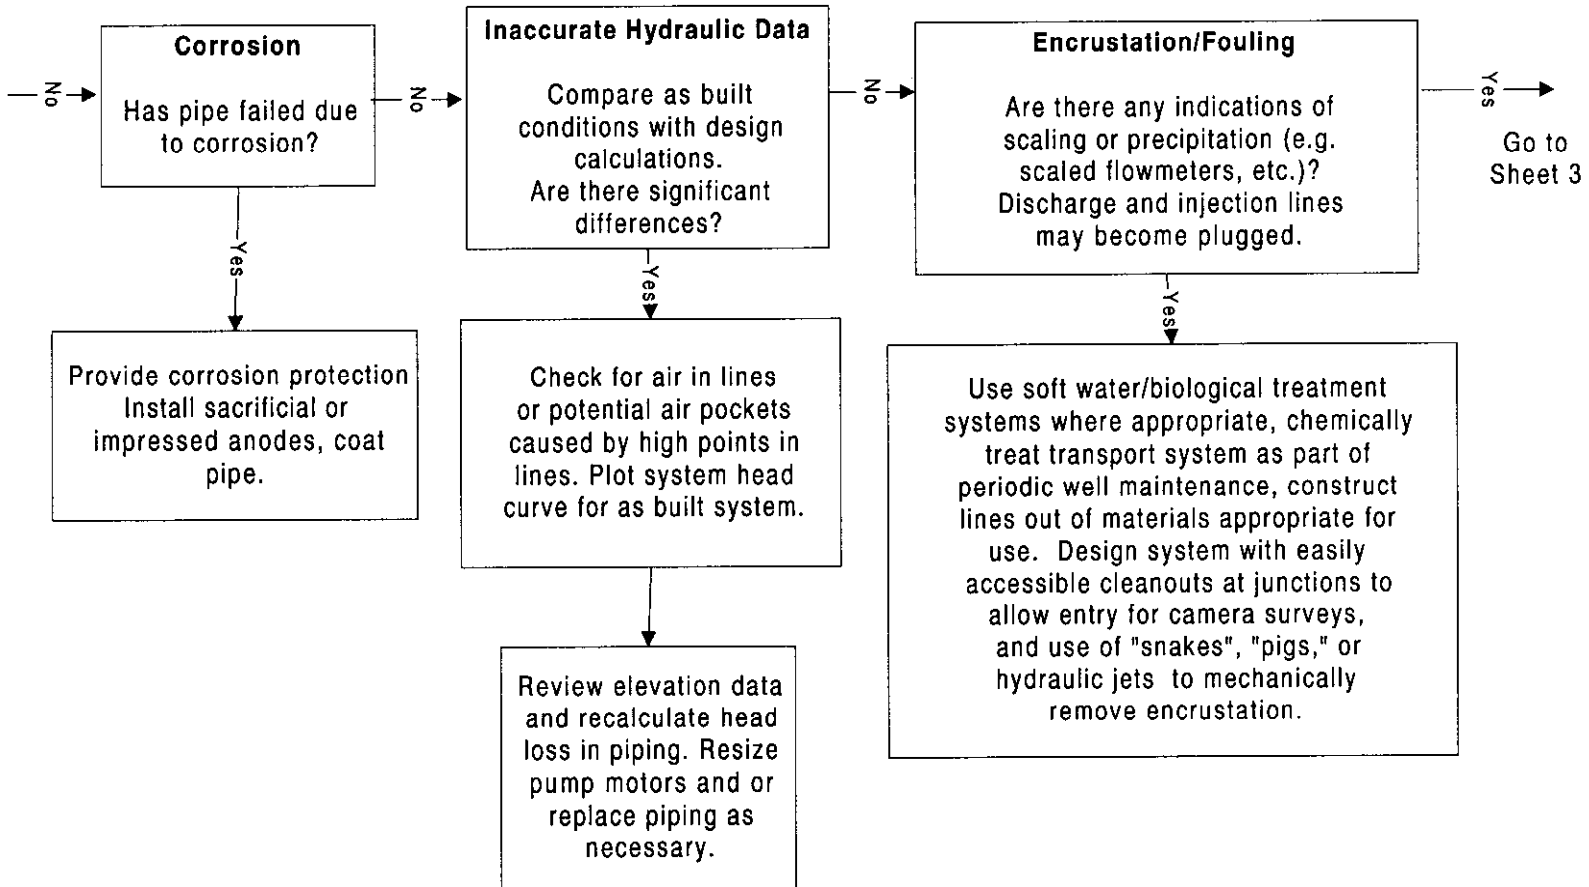 No
Corrosion
Has pipe failed due
to corrosion?
No
Inaccurate Hydraulic Data
Compare as built
conditions with design
calculations.
Are there significant
differences?
No
Encrustation/Fouling
Are there any indications of
scaling or precipitation (e.g.
scaled flowmeters, etc.)?
Discharge and injection lines
may become plugged.
Yes
Go to
Sheet 3
Yes
Provide corrosion protection
Install sacrificial or
impressed anodes, coat
pipe.
Yes
Check for air in lines
or potential air pockets
caused by high points in
lines. Plot system head
curve for as built system.
Review elevation data
and recalculate head
loss in piping. Resize
pump motors and or
replace piping as
necessary.
Yes
Use soft water/biological treatment
systems where appropriate, chemically
treat transport system as part of
periodic well maintenance, construct
lines out of materials appropriate for
use. Design system with easily
accessible cleanouts at junctions to
allow entry for camera surveys,
and use of "snakes", "pigs," or
hydraulic jets to mechanically
remove encrustation.